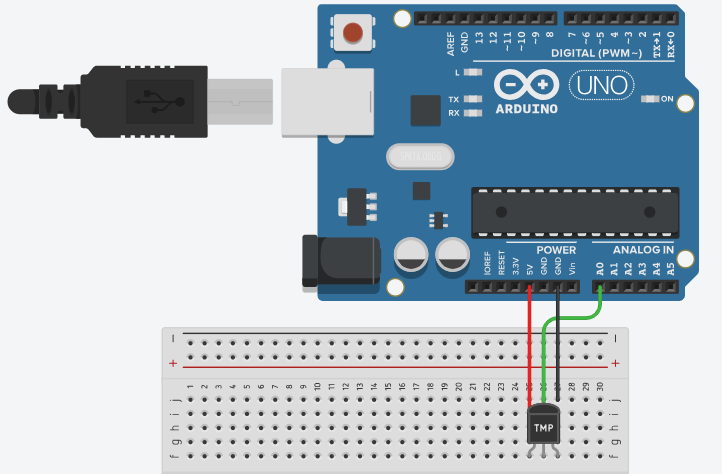 AREF GND 13 12 ~11 ~10 ~9 8 7 ~6 ~5 4 ~3 2 TX→1 RX←0
DIGITAL (PWM~)
L
TX
RX
ARDUINO
UNO
ON
POWER
ANALOG IN
IOREF RESET 3.3V 5V GND GND Vin A0 A1 A2 A3 A4 A5
− −
+ +
1 2 3 4 5 6 7 8 9 10 11 12 13 14 15 16 17 18 19 20 21 22 23 24 28 29 30
j j
i i
h TMP h
g g
f f